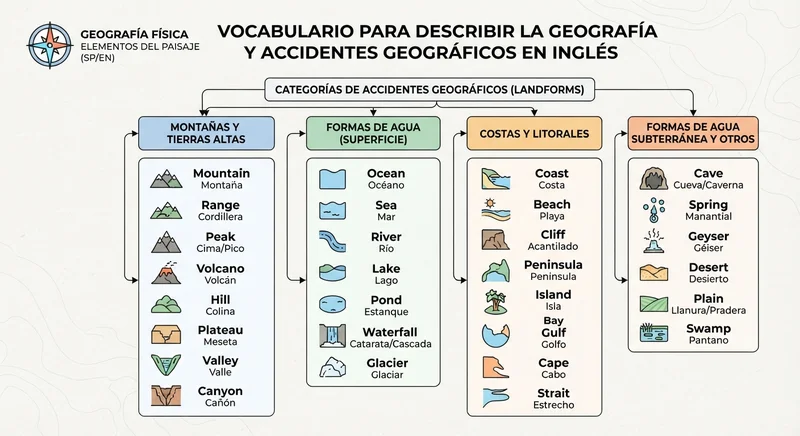 GEOGRAFÍA FÍSICA
ELEMENTOS DEL PAISAJE
(SP/EN)
VOCABULARIO PARA DESCRIBIR LA GEOGRAFÍA
Y ACCIDENTES GEOGRÁFICOS EN INGLÉS
CATEGORÍAS DE ACCIDENTES GEOGRÁFICOS (LANDFORMS)
MONTAÑAS Y
TIERRAS ALTAS
Mountain
Montaña
Range
Cordillera
Peak
Cima/Pico
Volcano
Volcán
Hill
Colina
Plateau
Meseta
Valley
Valle
Canyon
Cañón
FORMAS DE AGUA
(SUPERFICIE)
Ocean
Océano
Sea
Mar
River
Río
Lake
Lago
Pond
Estanque
Waterfall
Catarata/Cascada
Glacier
Glaciar
COSTAS Y LITORALES
Coast
Costa
Beach
Playa
Cliff
Acantilado
Peninsula
Península
Island
Isla
Bay
Gulf
Golfo
Cape
Cabo
Strait
Estrecho
FORMAS DE AGUA
SUBTERRÁNEA Y OTROS
Cave
Cueva/Caverna
Spring
Manantial
Geyser
Géiser
Desert
Desierto
Plain
Llanura/Pradera
Swamp
Pantano